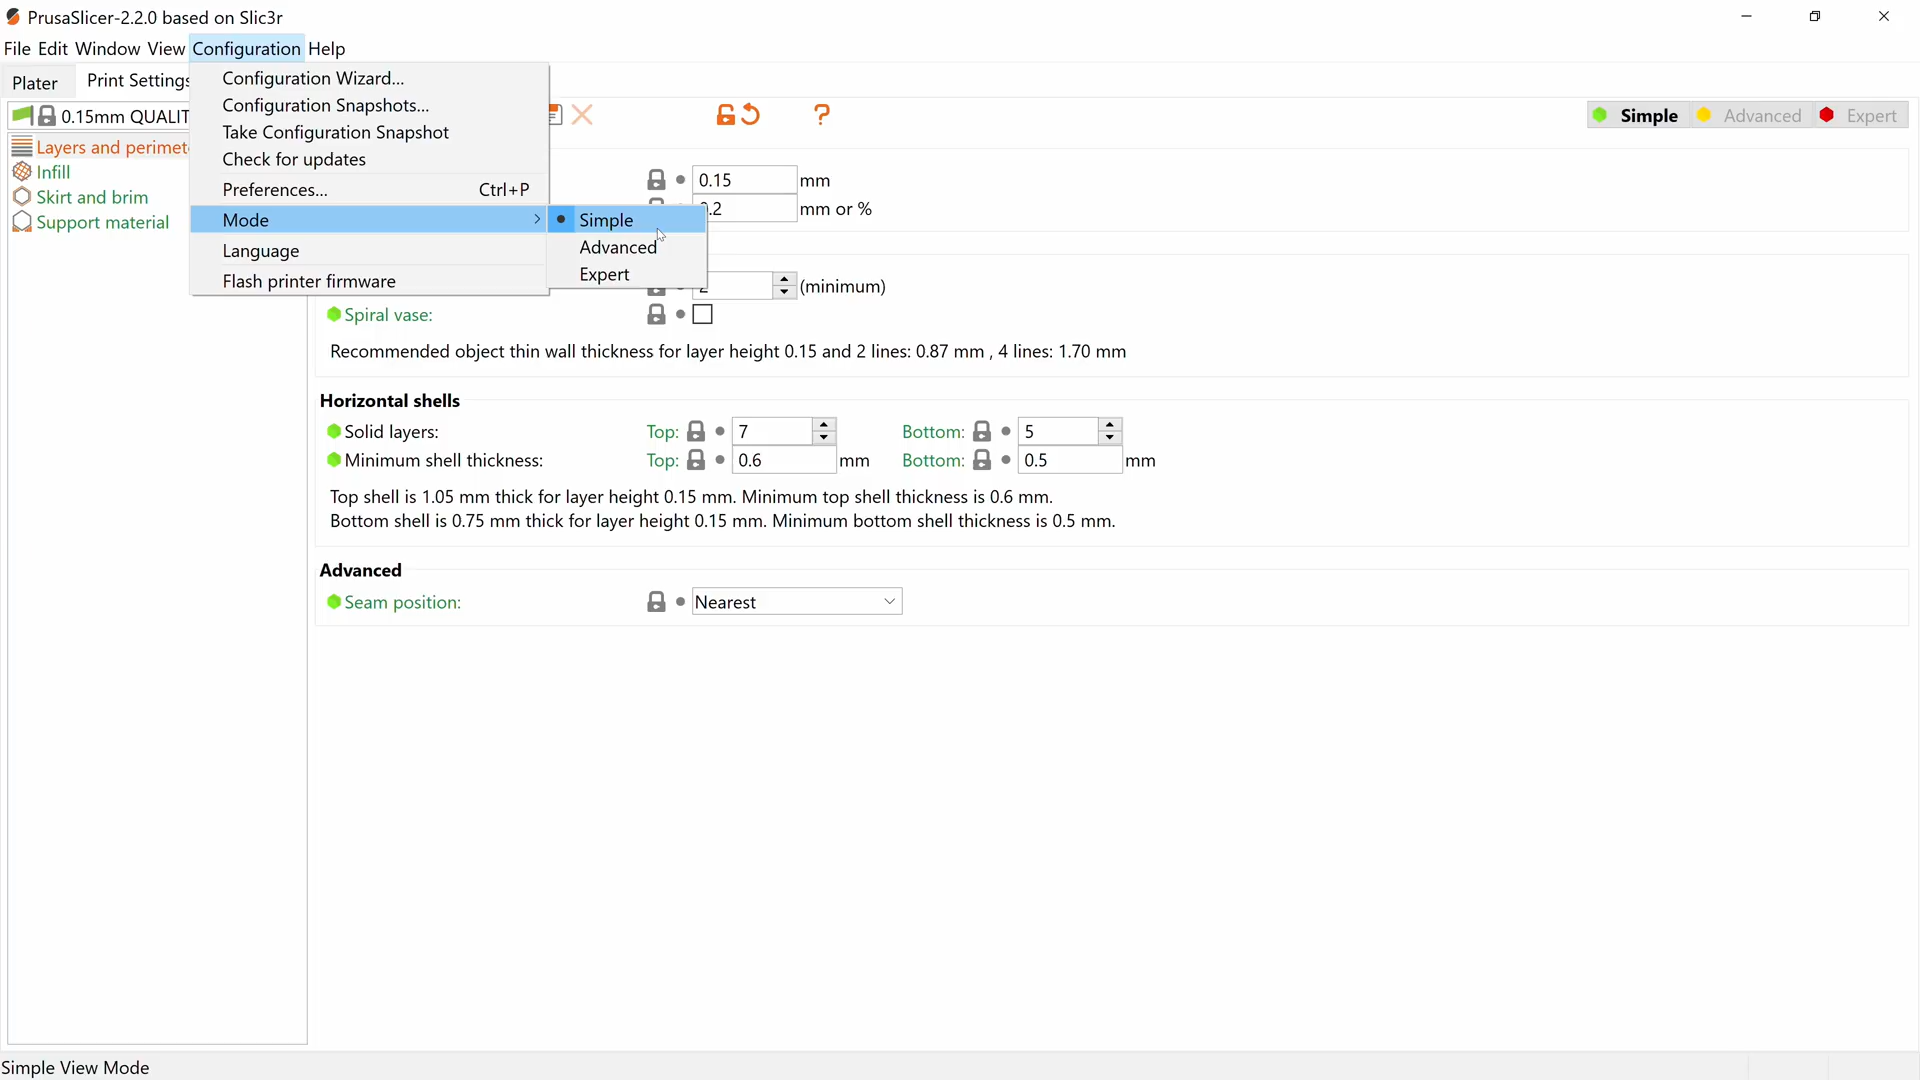 PrusaSlicer-2.2.0 based on Slic3r
File Edit Window View Configuration Help
Plater Print Settings
Configuration Wizard...
Configuration Snapshots...
Take Configuration Snapshot
Check for updates
Preferences... Ctrl+P
Mode
Language
Flash printer firmware
Simple
Advanced
Expert
0.15mm QUALIT
? Simple Advanced Expert
Layers and perimet
Infill
Skirt and brim
Support material
0.15 mm
mm or %
(minimum)
Spiral vase:
Recommended object thin wall thickness for layer height 0.15 and 2 lines: 0.87 mm , 4 lines: 1.70 mm
Horizontal shells
Solid layers: Top: 7 Bottom: 5
Minimum shell thickness: Top: 0.6 mm Bottom: 0.5 mm
Top shell is 1.05 mm thick for layer height 0.15 mm. Minimum top shell thickness is 0.6 mm.
Bottom shell is 0.75 mm thick for layer height 0.15 mm. Minimum bottom shell thickness is 0.5 mm.
Advanced
Seam position: Nearest
Simple View Mode